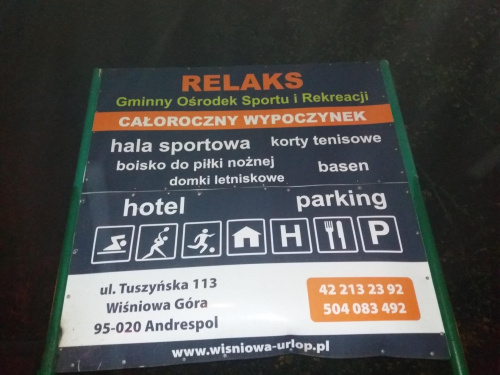 RELAKS
Gminny Ośrodek Sportu i Rekreacji
CAŁOROCZNY WYPOCZYNEK
hala sportowa korty tenisowe
boisko do piłki nożnej basen
domki letniskowe
hotel parking
H P
ul. Tuszyńska 113
Wiśniowa Góra
95-020 Andrespol
42 213 23 92
504 083 492
www.wisniowa-urlop.pl